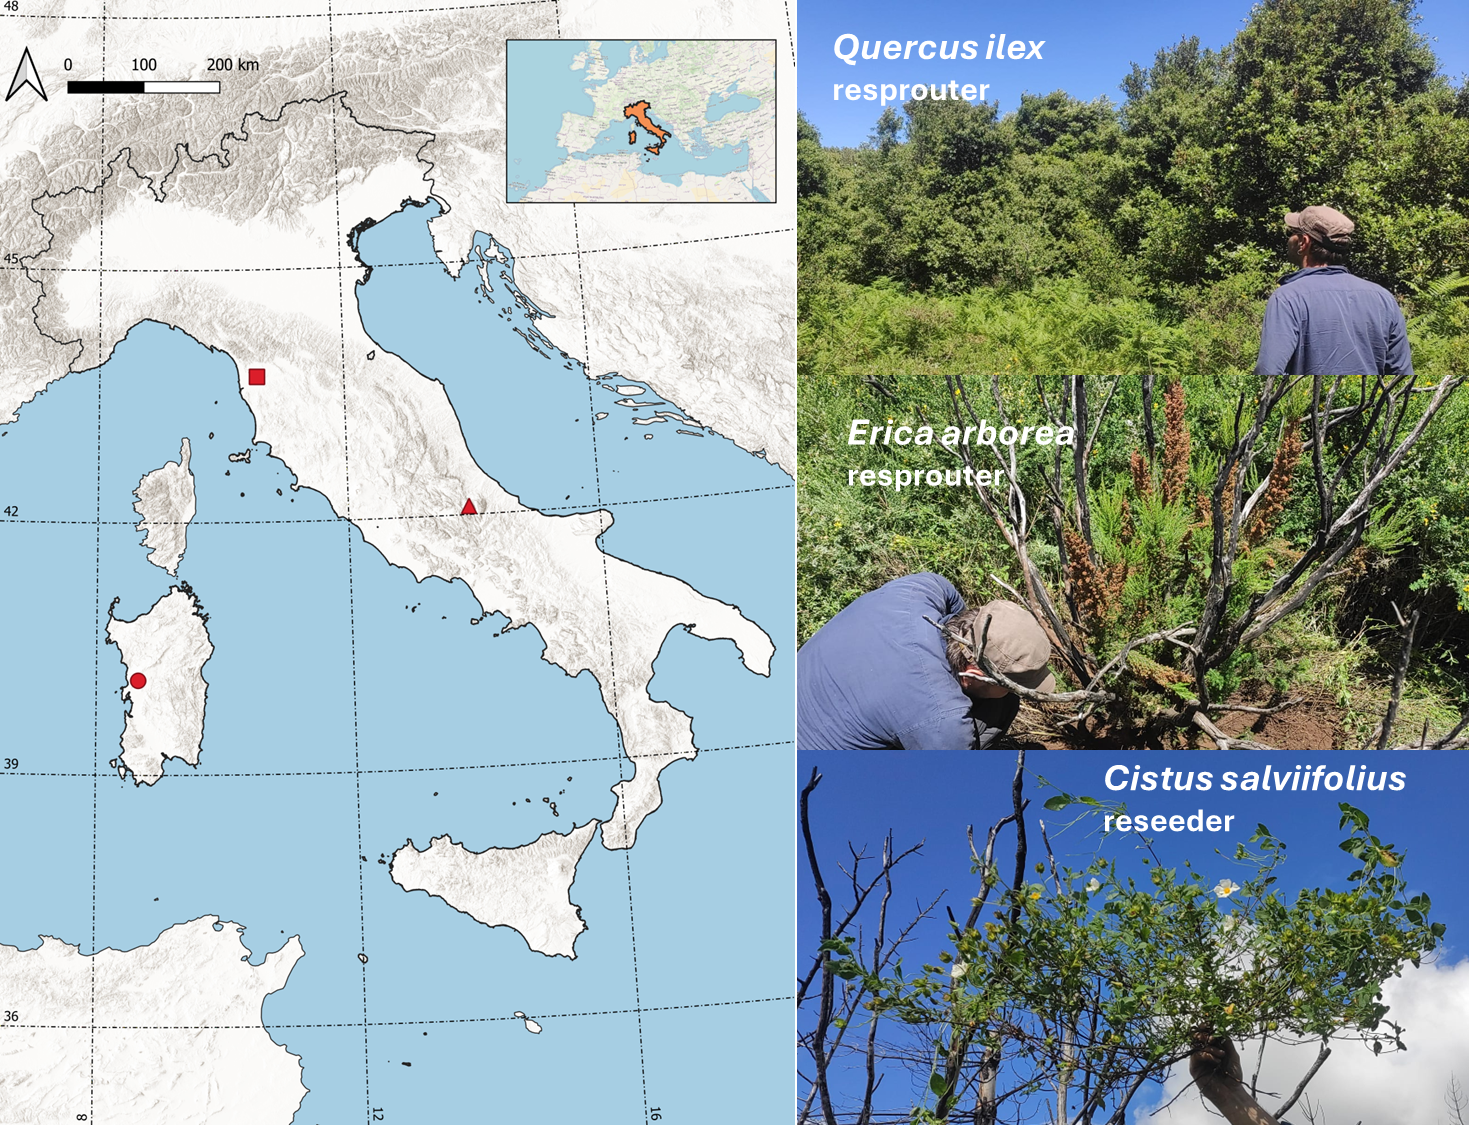 48
0 100 200 km
45
42
39
36
8
12
16
Quercus ilex
resprouter
Erica arborea
resprouter
Cistus salviifolius
reseeder